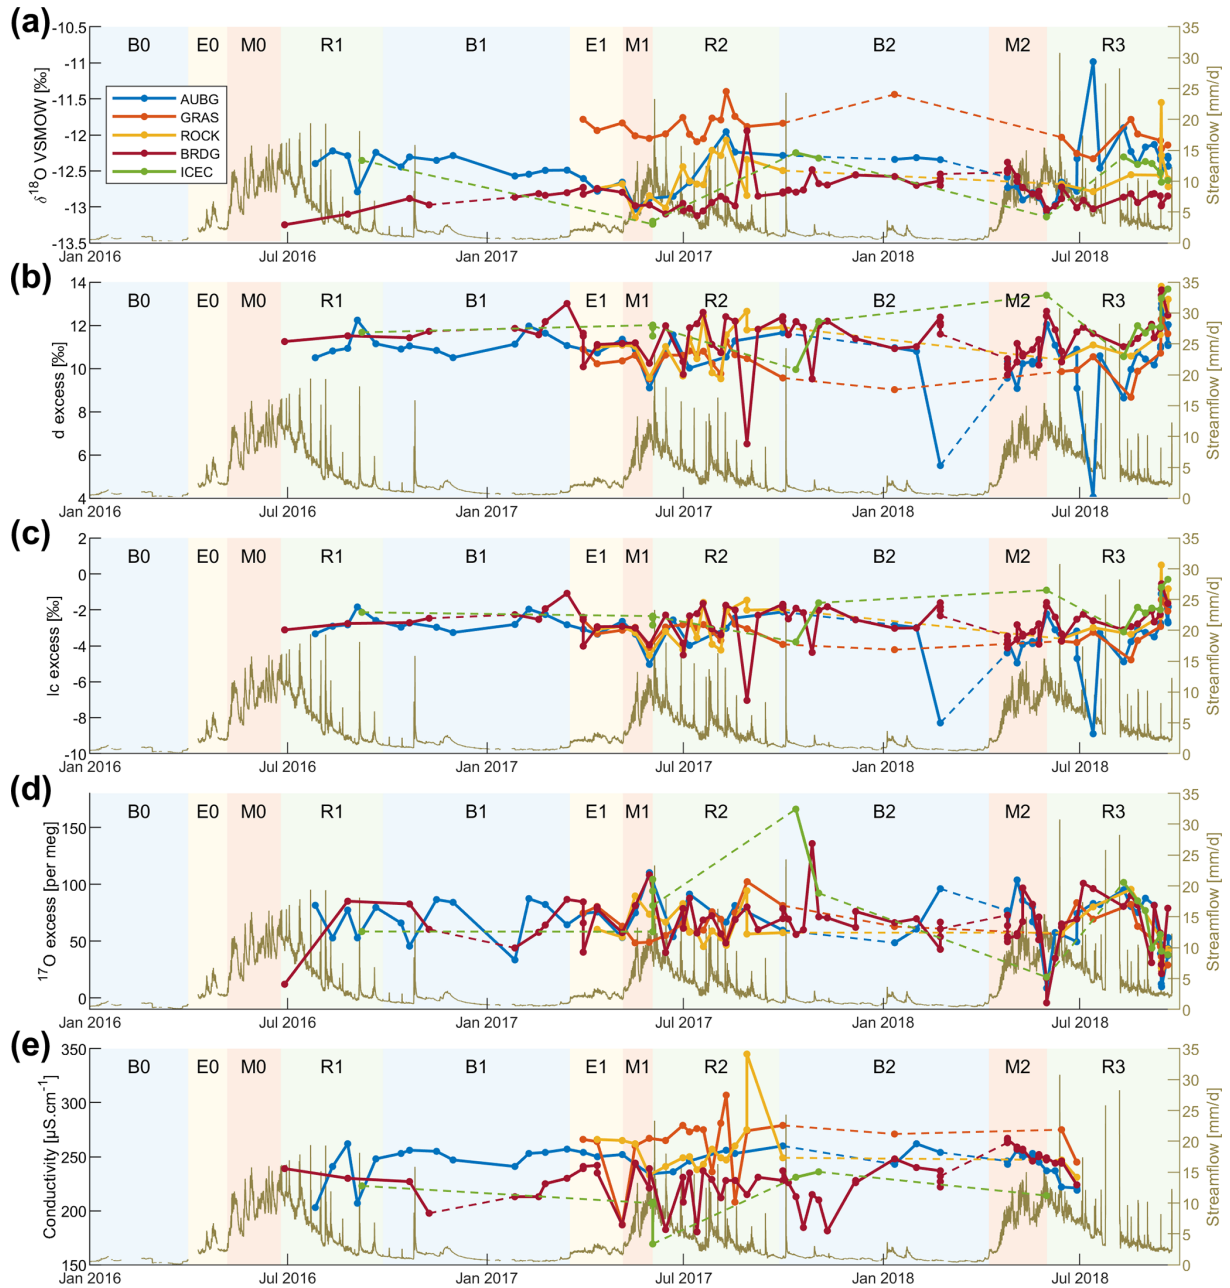 (a)
-10.5
-11
-11.5
-12
-12.5
-13
-13.5
δ¹⁸O VSMOW [‰]
B0 E0 M0 R1 B1 E1 M1 R2 B2 M2 R3
AUBG
GRAS
ROCK
BRDG
ICEC
35
30
25
20
15
10
5
0
Streamflow [mm/d]
Jan 2016 Jul 2016 Jan 2017 Jul 2017 Jan 2018 Jul 2018
(b)
14
12
10
8
6
4
d excess [‰]
B0 E0 M0 R1 B1 E1 M1 R2 B2 M2 R3
35
30
25
20
15
10
5
0
Streamflow [mm/d]
Jan 2016 Jul 2016 Jan 2017 Jul 2017 Jan 2018 Jul 2018
(c)
2
0
-2
-4
-6
-8
-10
lc excess [‰]
B0 E0 M0 R1 B1 E1 M1 R2 B2 M2 R3
35
30
25
20
15
10
5
0
Streamflow [mm/d]
Jan 2016 Jul 2016 Jan 2017 Jul 2017 Jan 2018 Jul 2018
(d)
150
100
50
0
¹⁷O excess [per meg]
B0 E0 M0 R1 B1 E1 M1 R2 B2 M2 R3
35
30
25
20
15
10
5
0
Streamflow [mm/d]
Jan 2016 Jul 2016 Jan 2017 Jul 2017 Jan 2018 Jul 2018
(e)
350
300
250
200
150
Conductivity [µS.cm⁻¹]
B0 E0 M0 R1 B1 E1 M1 R2 B2 M2 R3
35
30
25
20
15
10
5
0
Streamflow [mm/d]
Jan 2016 Jul 2016 Jan 2017 Jul 2017 Jan 2018 Jul 2018